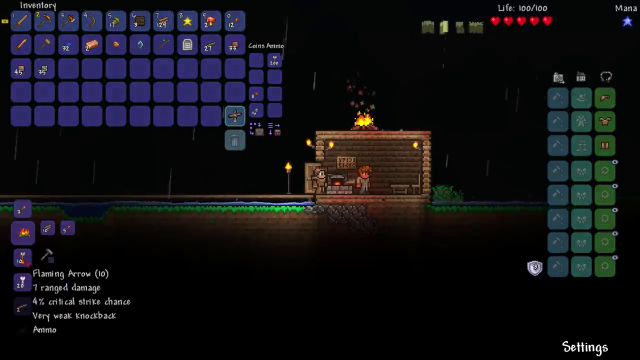 Inventory
Life: 100/100
Mana
Coins Ammo
Flaming Arrow (10)
7 ranged damage
4% critical strike chance
Very weak knockback
Ammo
Settings